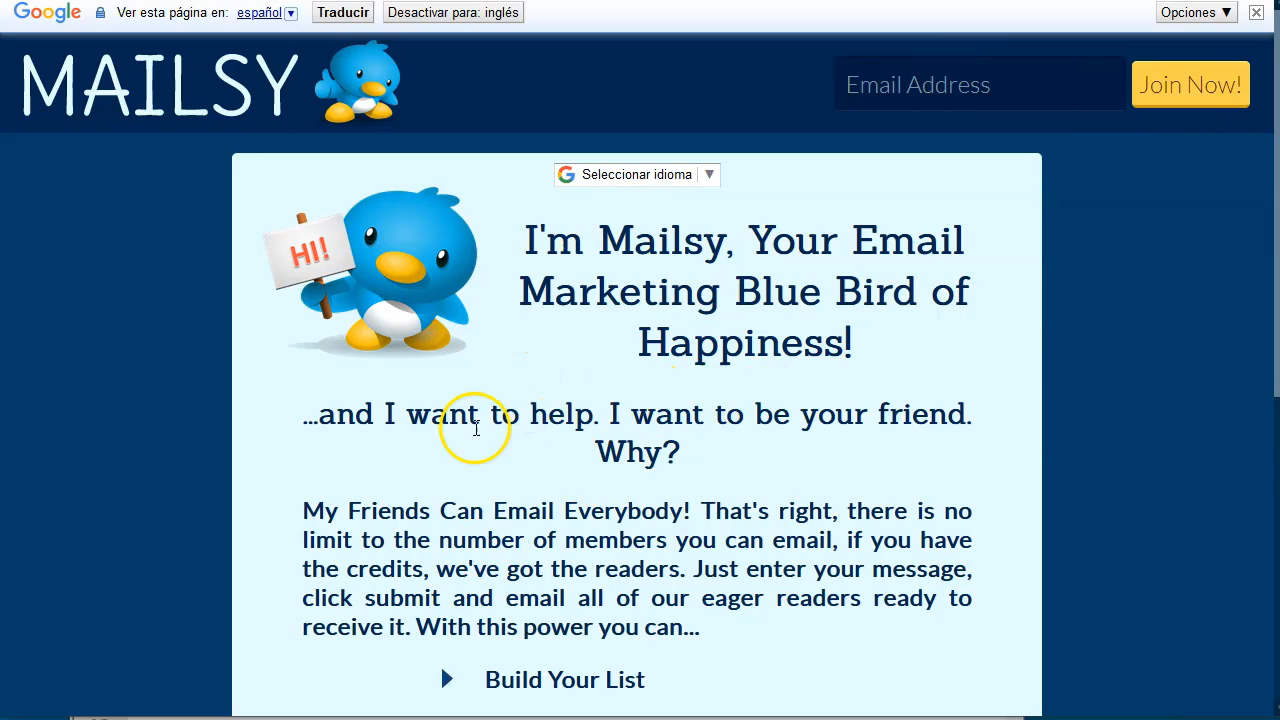 Google Ver esta página en: español Traducir Desactivar para: inglés Opciones
MAILSY
Email Address
Join Now!
Seleccionar idioma
HI!
I'm Mailsy, Your Email
Marketing Blue Bird of
Happiness!
...and I want to help. I want to be your friend.
Why?
My Friends Can Email Everybody! That's right, there is no
limit to the number of members you can email, if you have
the credits, we've got the readers. Just enter your message,
click submit and email all of our eager readers ready to
receive it. With this power you can...
Build Your List